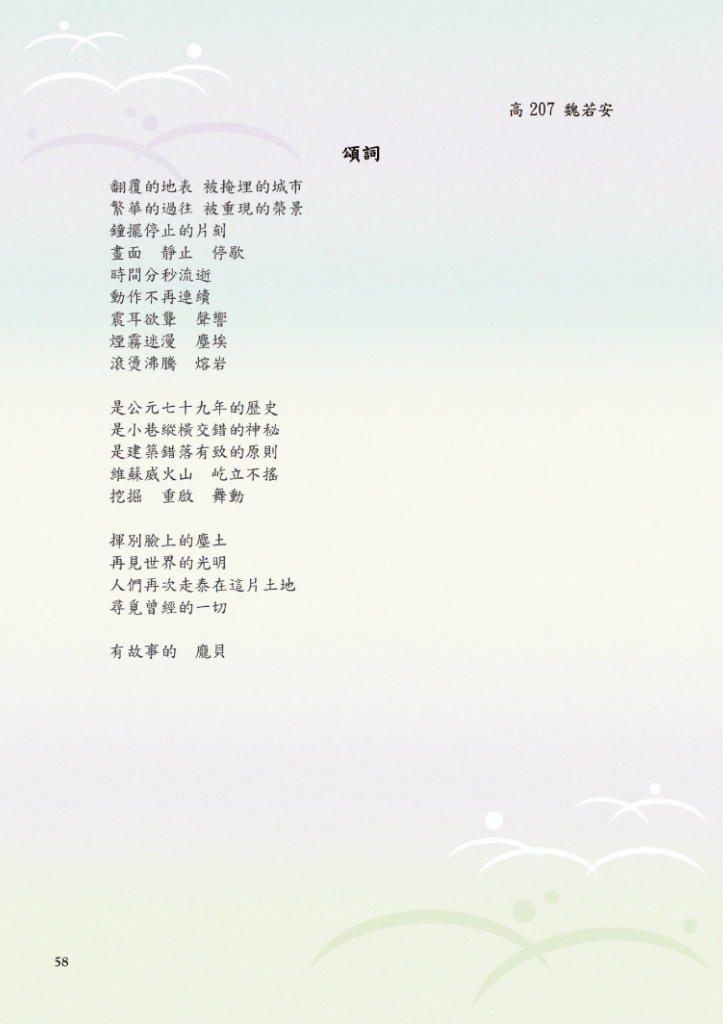 高 207 魏若安
頌詞
翻覆的地表 被掩埋的城市
繁華的過往 被重現的榮景
鐘擺停止的片刻
畫面　靜止　停歇
時間分秒流逝
動作不再連續
震耳欲聾　聲響
煙霧迷漫　塵埃
滾燙沸騰　熔岩
是公元七十九年的歷史
是小巷縱橫交錯的神秘
是建築錯落有致的原則
維蘇威火山　屹立不搖
挖掘　重啟　舞動
揮別臉上的塵土
再見世界的光明
人們再次走泰在這片土地
尋覓曾經的一切
有故事的　龐貝
58